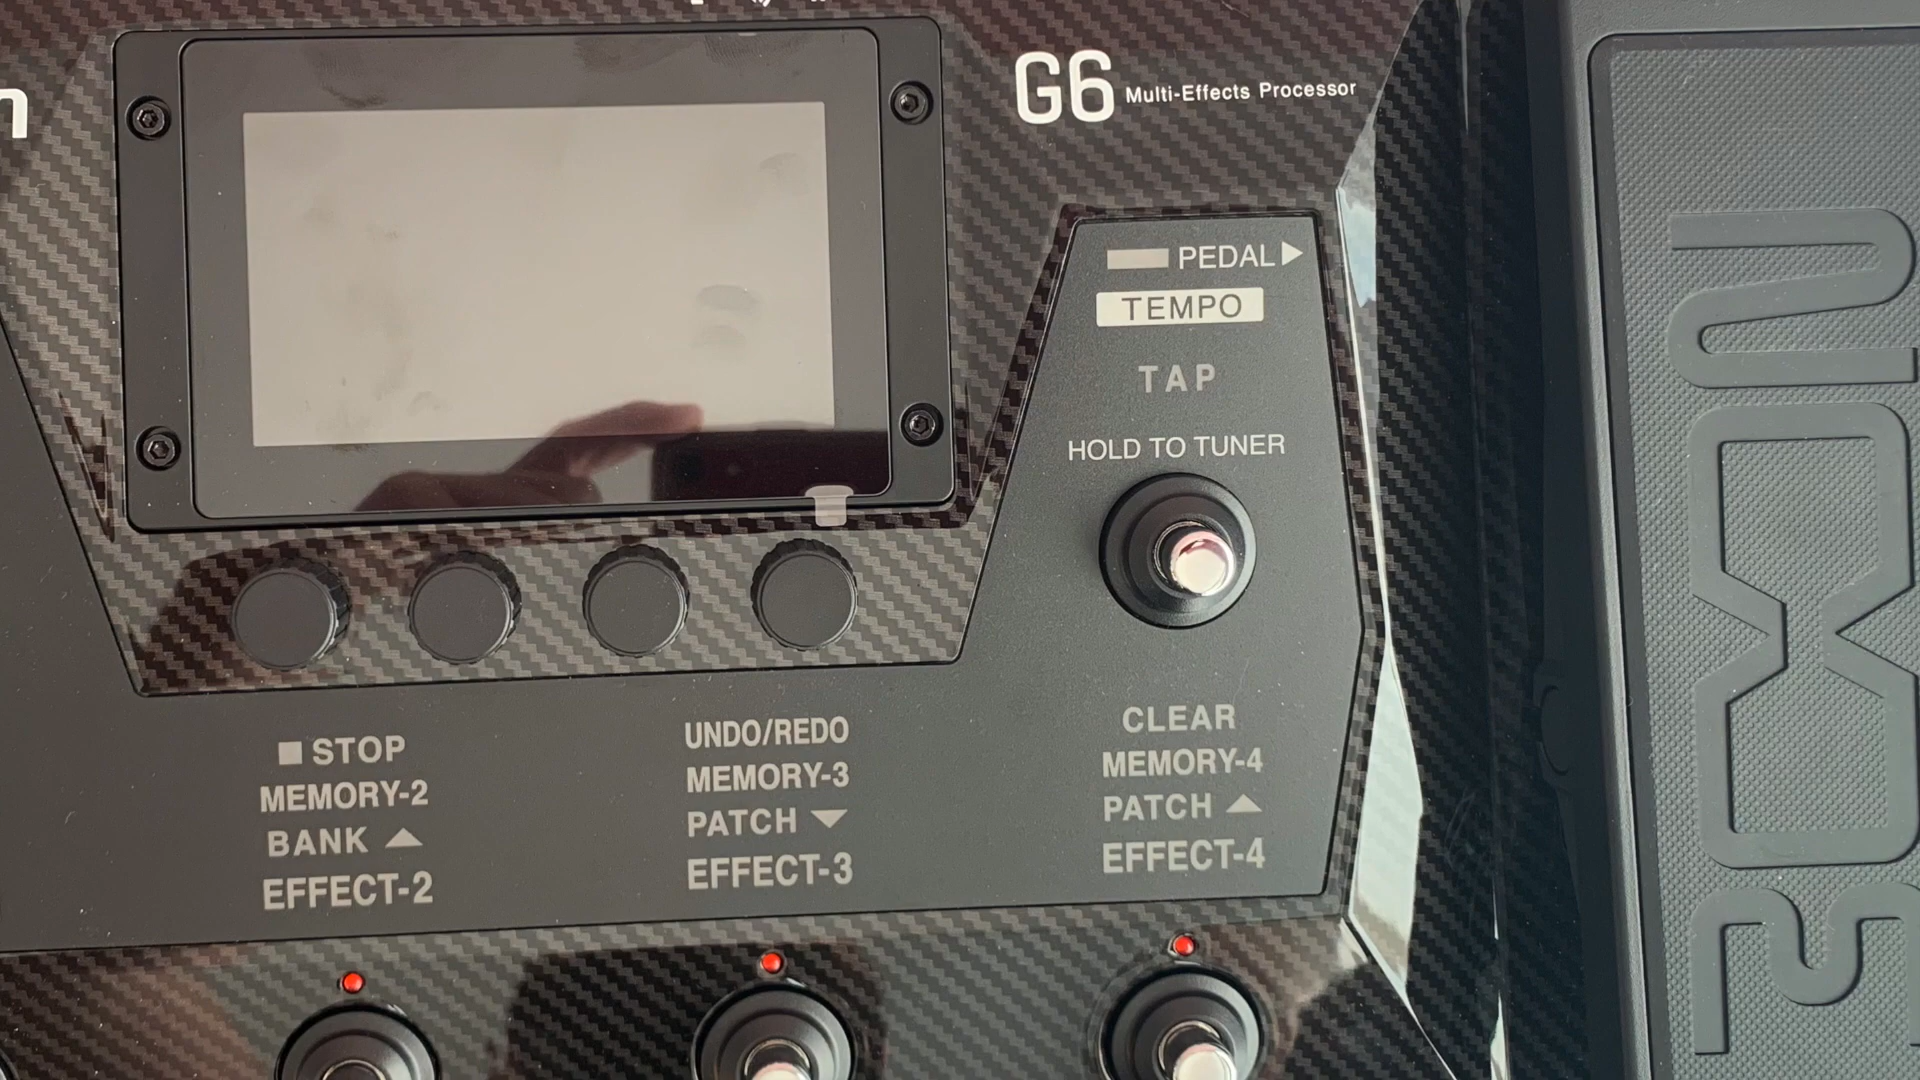 G6 Multi-Effects Processor
PEDAL
TEMPO
TAP
HOLD TO TUNER
STOP
MEMORY-2
BANK
EFFECT-2
UNDO/REDO
MEMORY-3
PATCH
EFFECT-3
CLEAR
MEMORY-4
PATCH
EFFECT-4